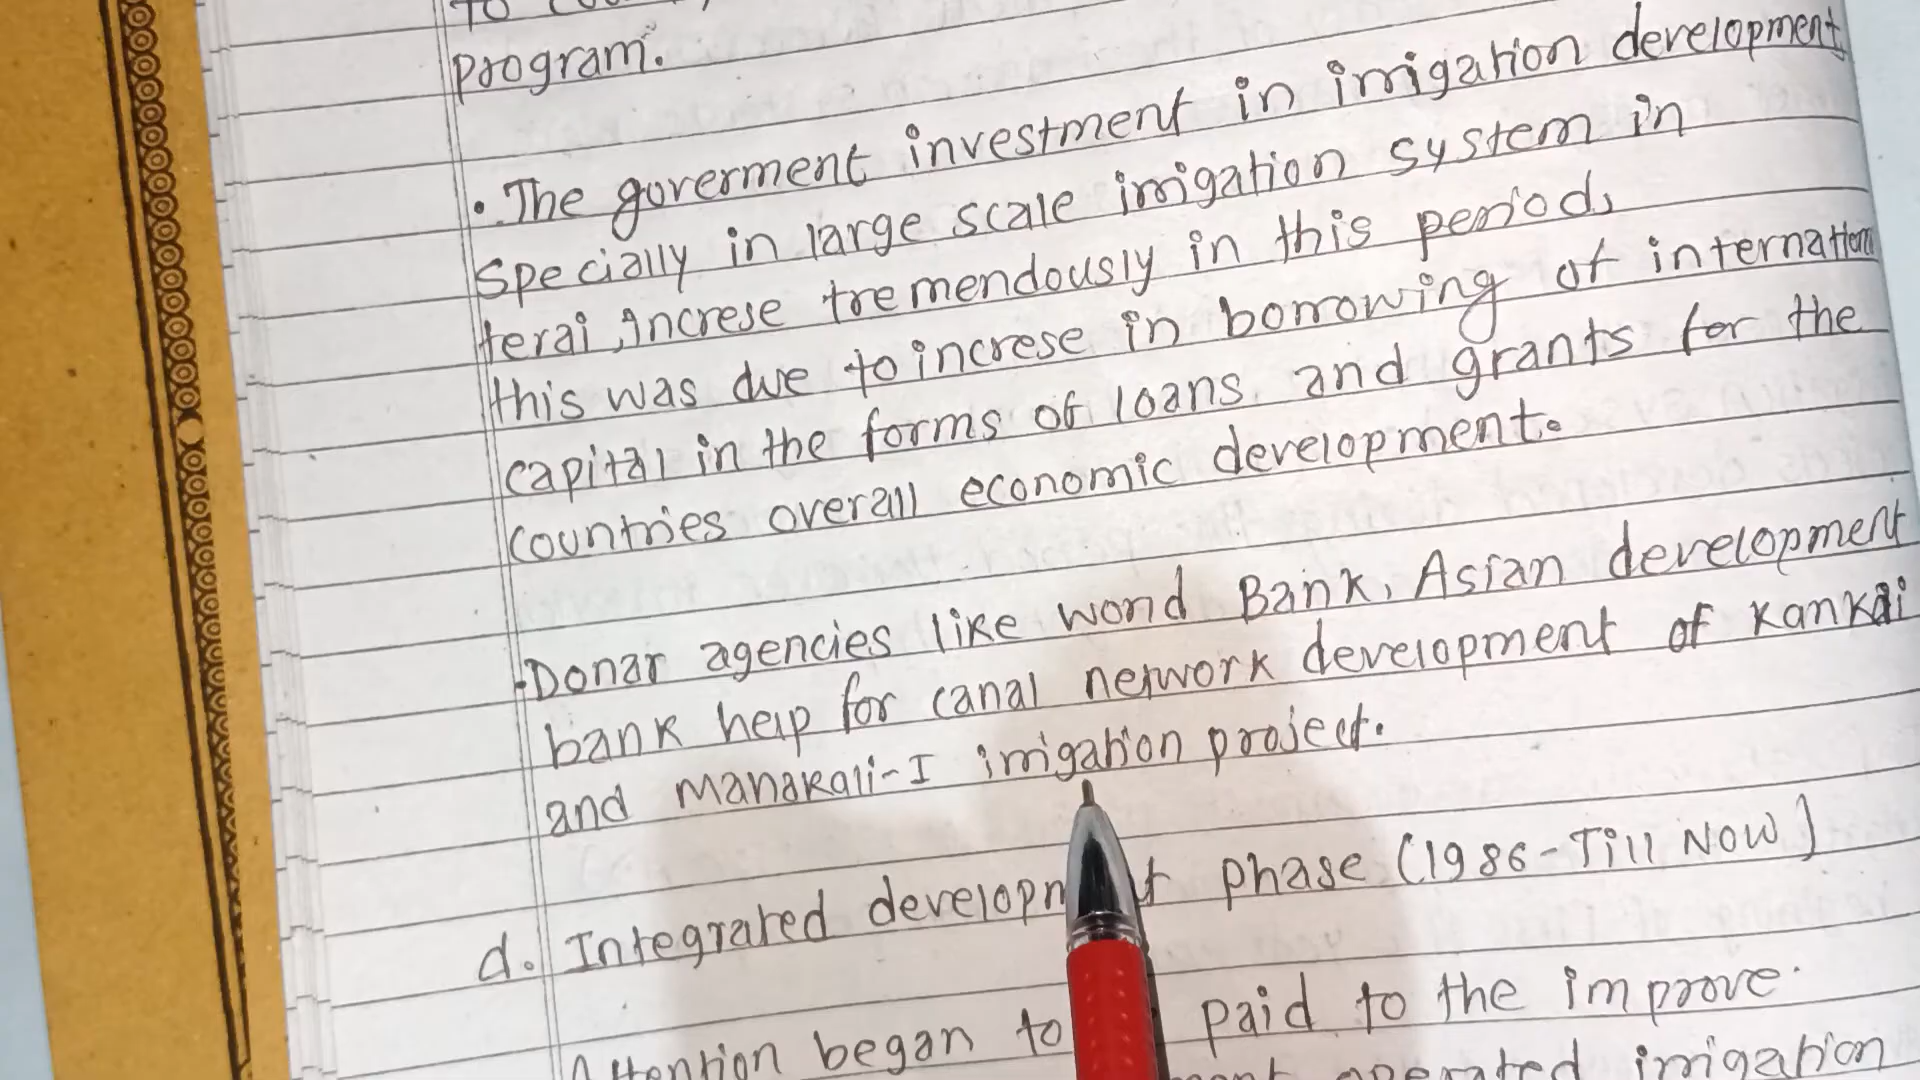 to
program.
• The goverment investment in irrigation development
specially in large scale irrigation system in
terai, increse tremendously in this period,
this was due to increse in borrowing of internation
capital in the forms of loans and grants for the
countries overall economic development.
- Donar agencies like world Bank, Asian development
bank help for canal network development of Kankai
and Mahakali-I irrigation project.
d. Integrated phase (1986-Till Now)
Attention began to paid to the improve
operated irrigation